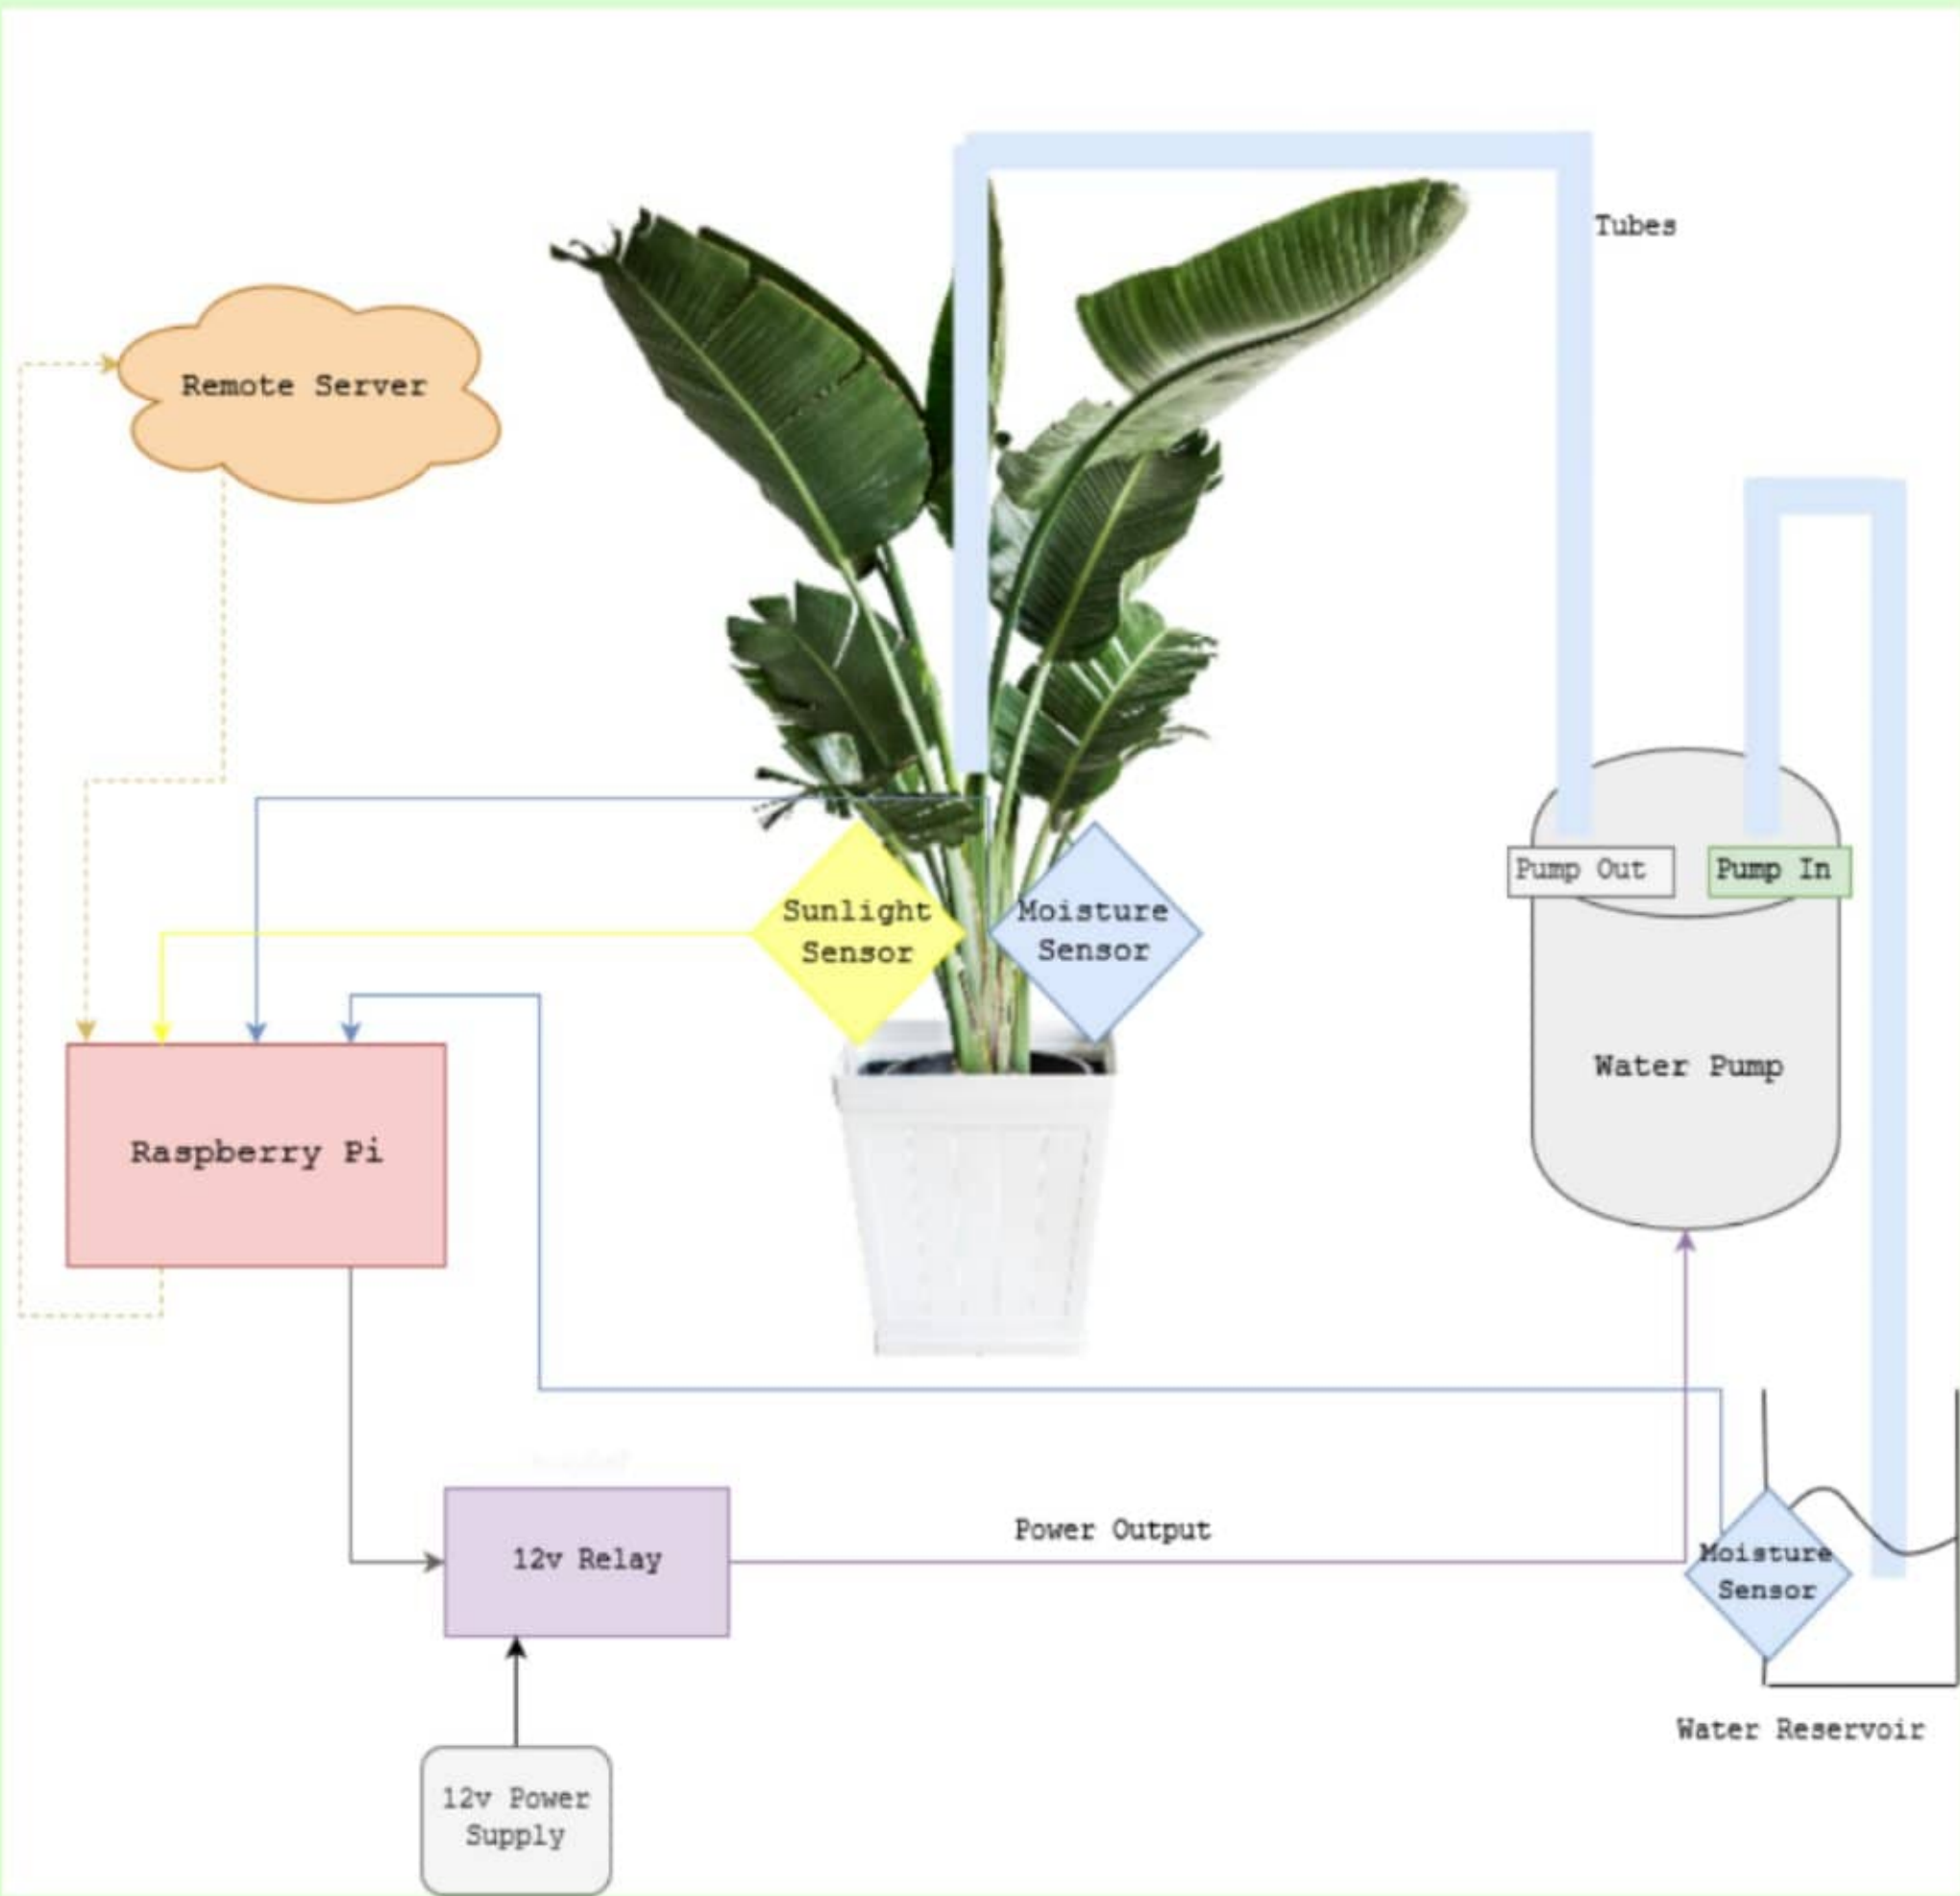 Tubes
Remote Server
Pump Out
Pump In
Sunlight
Sensor
Moisture
Sensor
Water Pump
Raspberry Pi
Power Output
12v Relay
Moisture
Sensor
Water Reservoir
12v Power
Supply